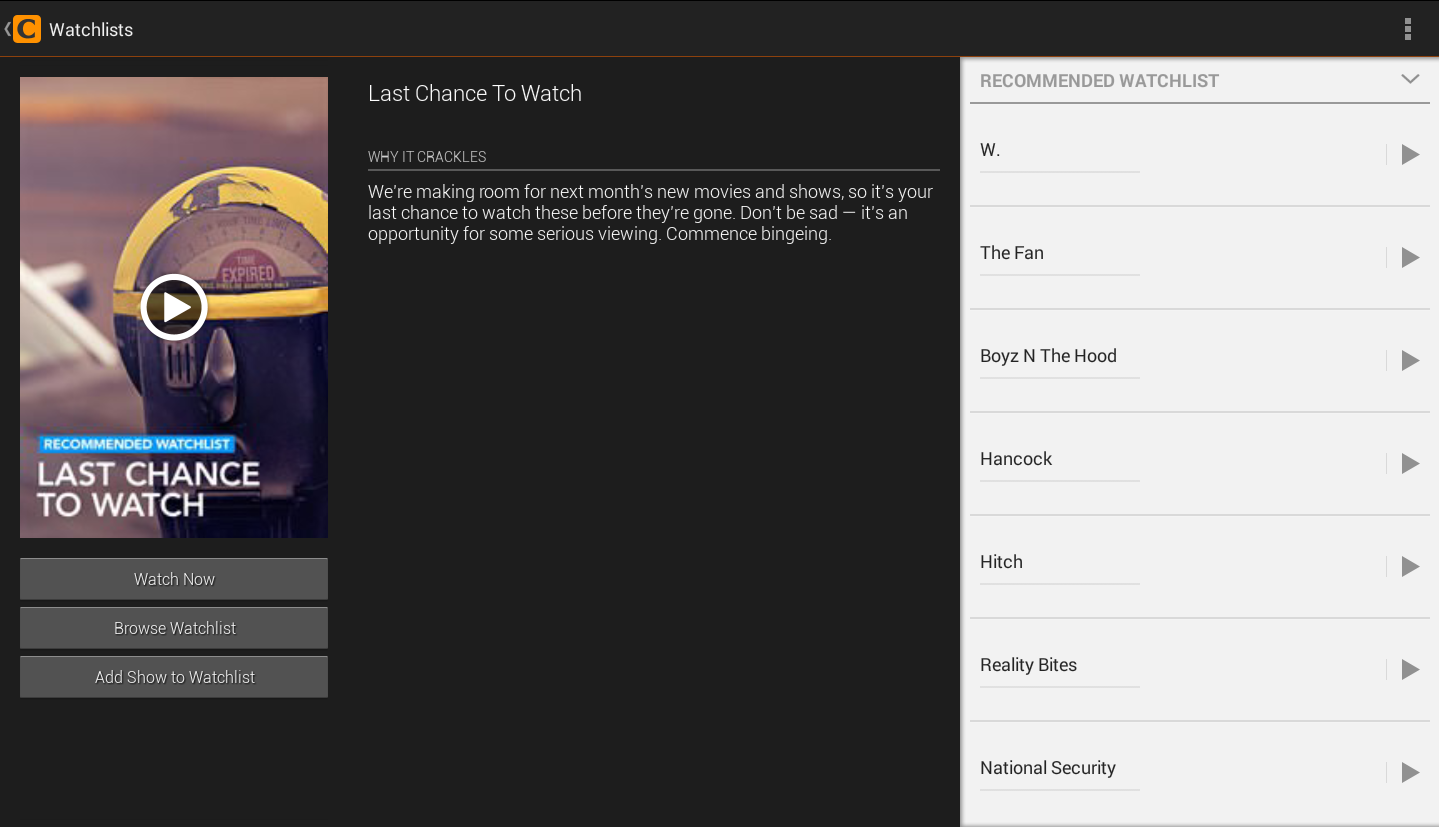 C Watchlists
TIME
EXPIRED
RECOMMENDED WATCHLIST
LAST CHANCE
TO WATCH
Watch Now
Browse Watchlist
Add Show to Watchlist
Last Chance To Watch
WHY IT CRACKLES
We're making room for next month's new movies and shows, so it's your
last chance to watch these before they're gone. Don't be sad — it's an
opportunity for some serious viewing. Commence bingeing.
RECOMMENDED WATCHLIST
W.
The Fan
Boyz N The Hood
Hancock
Hitch
Reality Bites
National Security